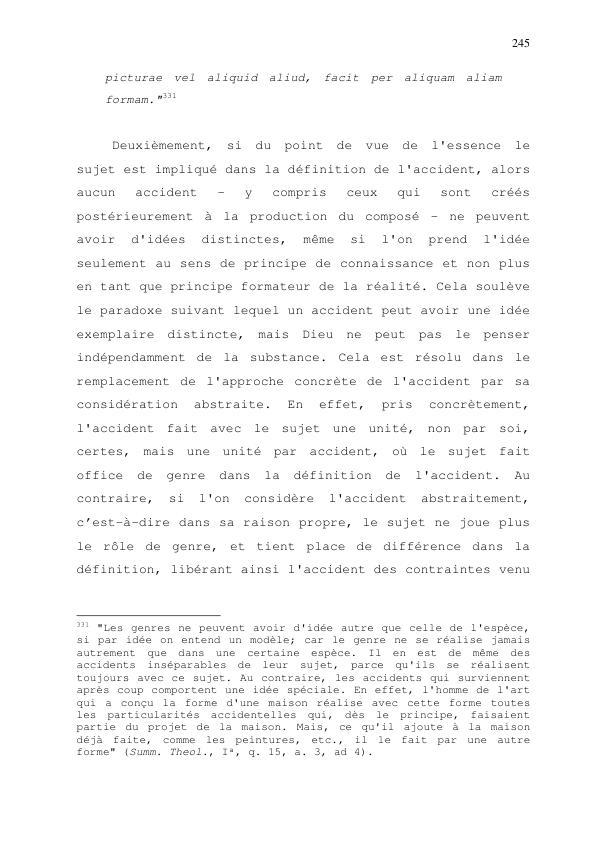 245
picturae vel aliquid aliud, facit per aliquam aliam
formam."331
Deuxièmement, si du point de vue de l'essence le
sujet est impliqué dans la définition de l'accident, alors
aucun accident – y compris ceux qui sont créés
postérieurement à la production du composé – ne peuvent
avoir d'idées distinctes, même si l'on prend l'idée
seulement au sens de principe de connaissance et non plus
en tant que principe formateur de la réalité. Cela soulève
le paradoxe suivant lequel un accident peut avoir une idée
exemplaire distincte, mais Dieu ne peut pas le penser
indépendamment de la substance. Cela est résolu dans le
remplacement de l'approche concrète de l'accident par sa
considération abstraite. En effet, pris concrètement,
l'accident fait avec le sujet une unité, non par soi,
certes, mais une unité par accident, où le sujet fait
office de genre dans la définition de l'accident. Au
contraire, si l'on considère l'accident abstraitement,
c’est-à-dire dans sa raison propre, le sujet ne joue plus
le rôle de genre, et tient place de différence dans la
définition, libérant ainsi l'accident des contraintes venu
331 "Les genres ne peuvent avoir d'idée autre que celle de l'espèce,
si par idée on entend un modèle; car le genre ne se réalise jamais
autrement que dans une certaine espèce. Il en est de même des
accidents inséparables de leur sujet, parce qu'ils se réalisent
toujours avec ce sujet. Au contraire, les accidents qui surviennent
après coup comportent une idée spéciale. En effet, l'homme de l'art
qui a conçu la forme d'une maison réalise avec cette forme toutes
les particularités accidentelles qui, dès le principe, faisaient
partie du projet de la maison. Mais, ce qu'il ajoute à la maison
déjà faite, comme les peintures, etc., il le fait par une autre
forme" (Summ. Theol., Iª, q. 15, a. 3, ad 4).